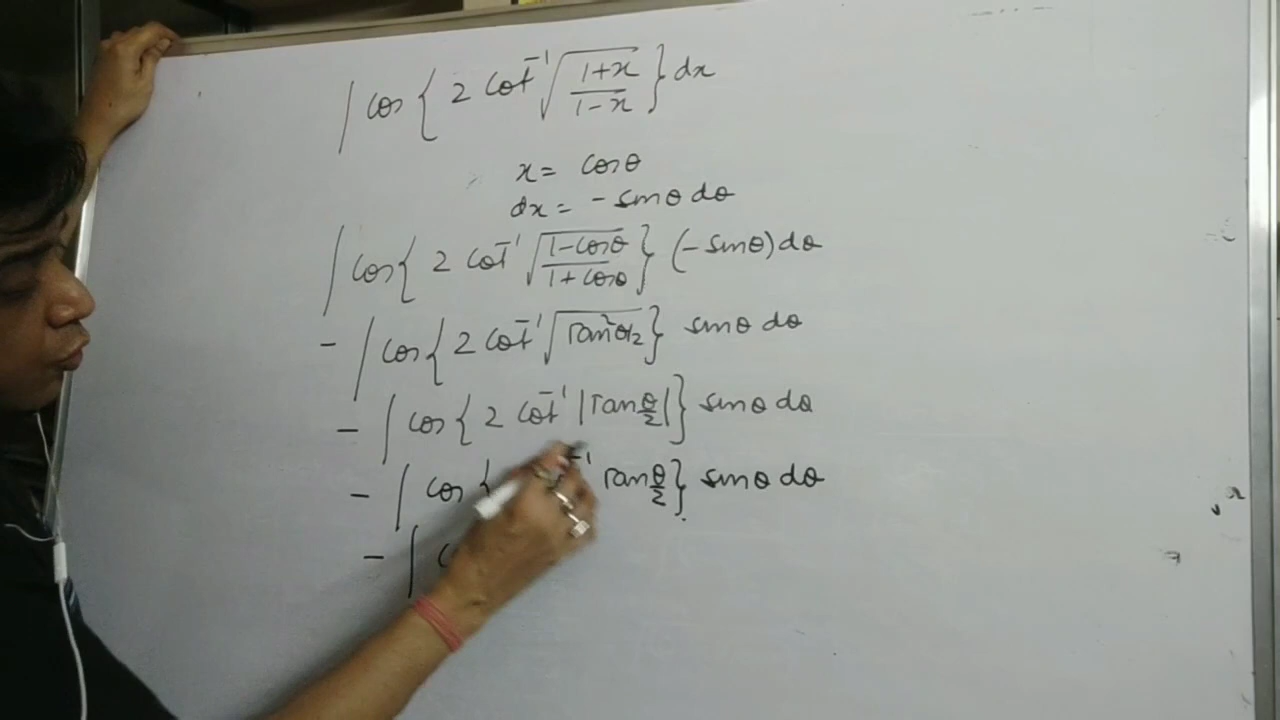 ∫ cos { 2 cot⁻¹ √((1+x)/(1-x)) } dx
x = cosθ
dx = - sinθ dθ
∫ cos { 2 cot⁻¹ √((1-cosθ)/(1+cosθ)) } (-sinθ) dθ
- ∫ cos { 2 cot⁻¹ √(tan²θ/2) } sinθ dθ
- ∫ cos { 2 cot⁻¹ |tan θ/2| } sinθ dθ
- ∫ cos { ⁻¹ tan θ/2 } sinθ dθ
- ∫ c